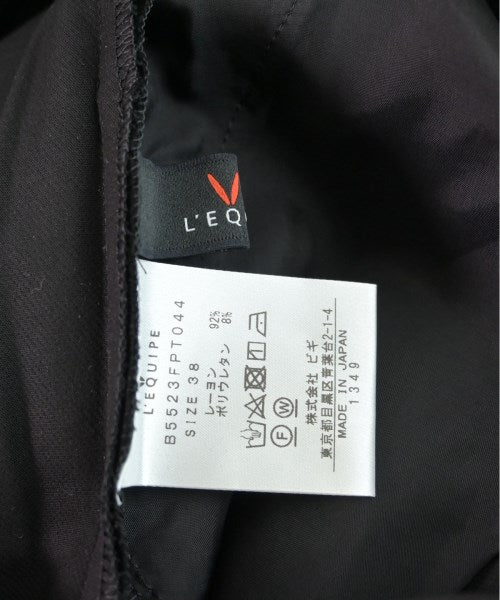 L'EQ
L'EQUIPE
B5523FPT044
SIZE 38
レーヨン 92%
ポリウレタン 8%
F W
株式会社 ビギ
東京都目黒区青葉台2-1-4
MADE IN JAPAN
1349